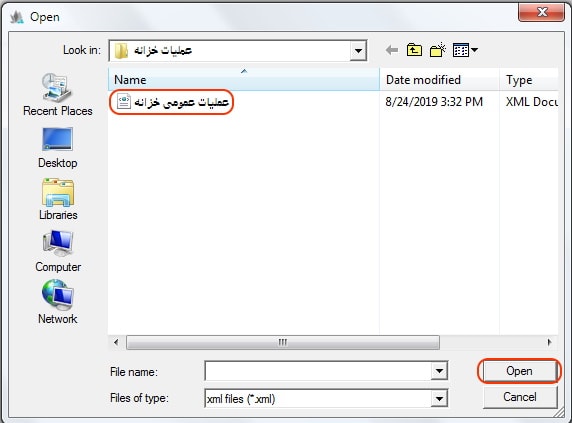 Open
Look in: عملیات خزانه
Name Date modified Type
عملیات عمومی خزانه 8/24/2019 3:32 PM XML Docu
Recent Places
Desktop
Libraries
Computer
Network
File name: Open
Files of type: xml files (*.xml) Cancel